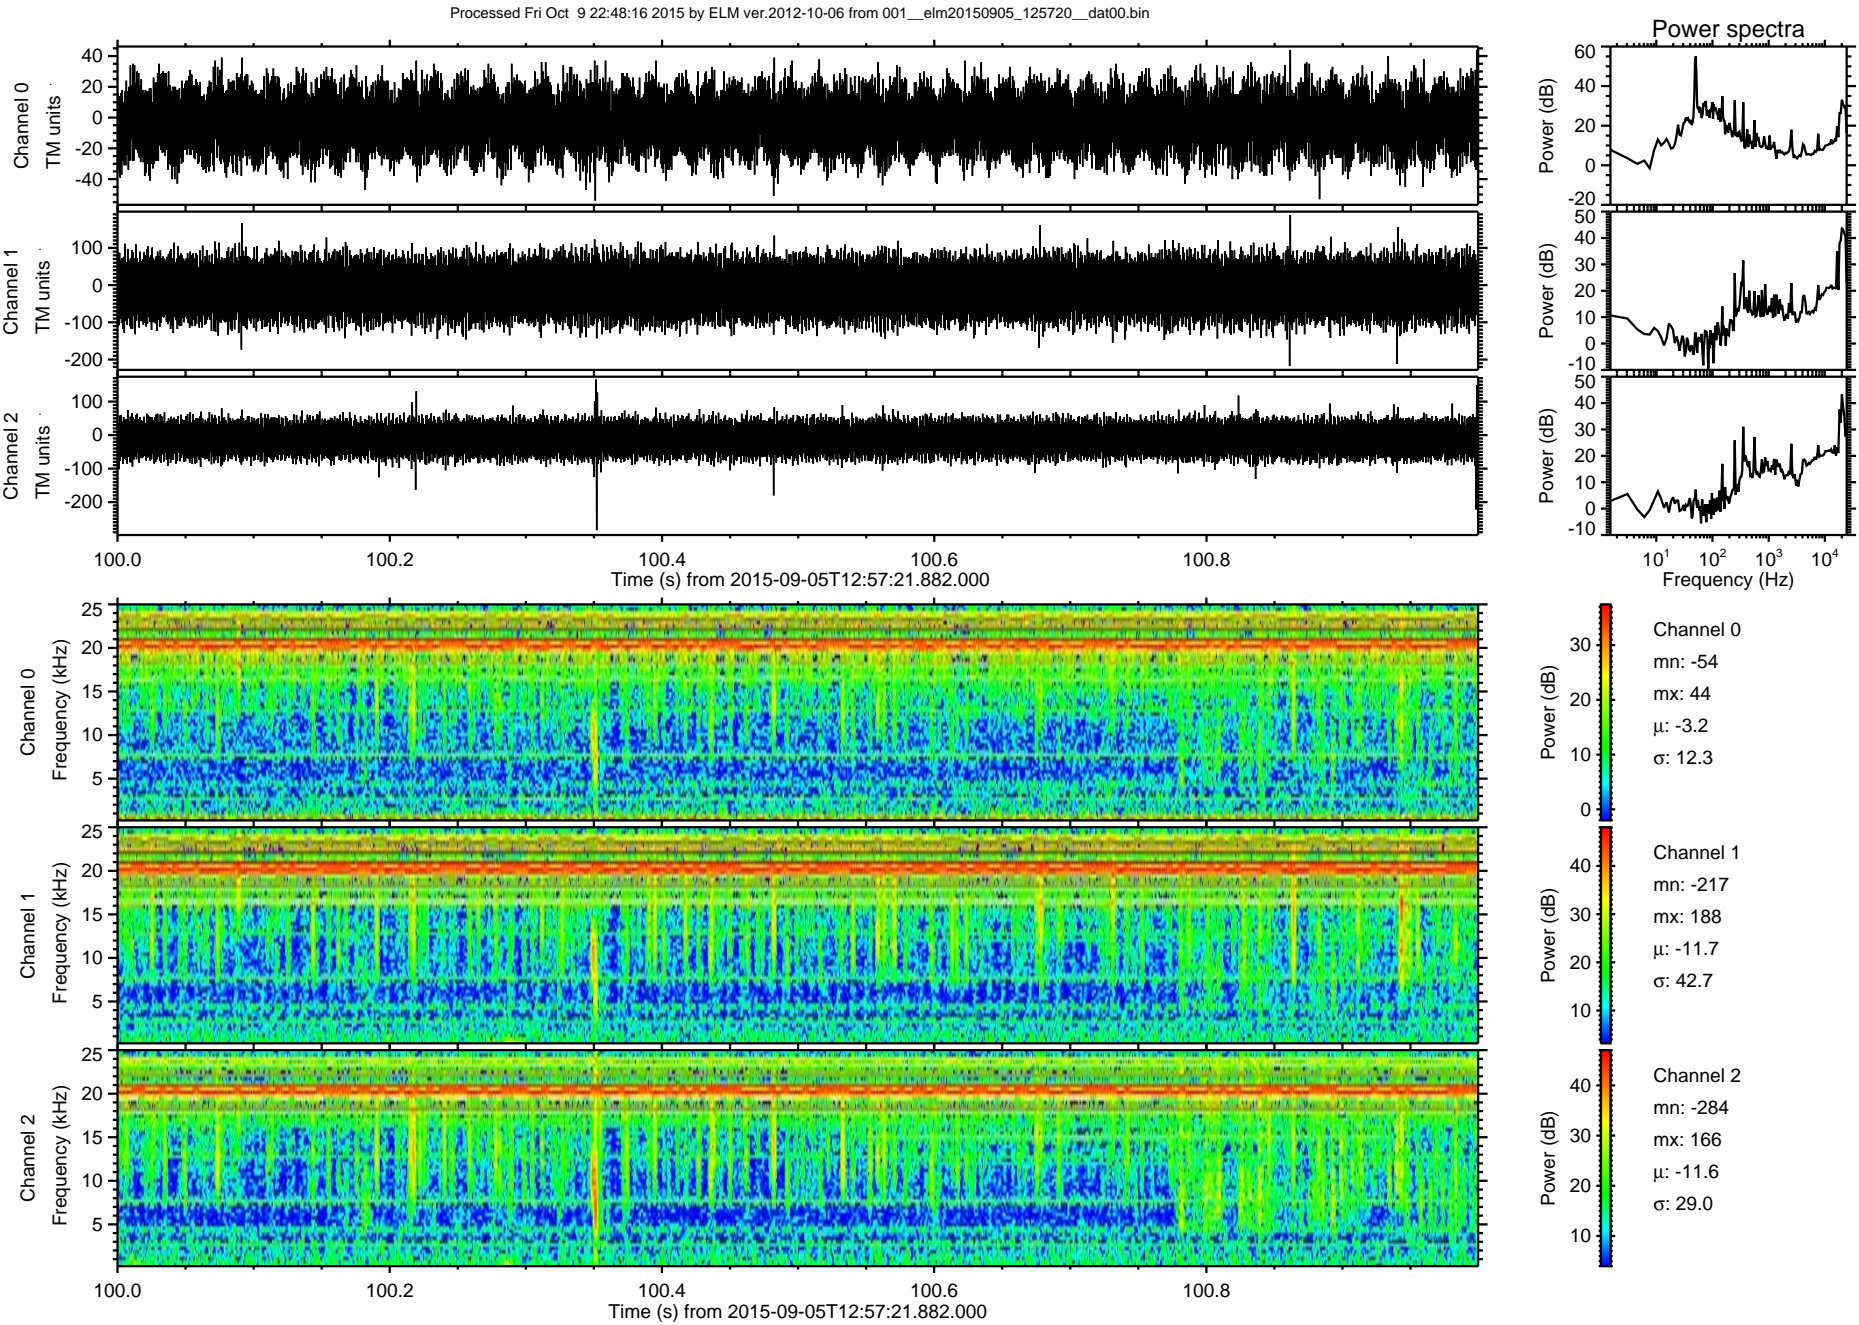 Processed Fri Oct  9 22:48:16 2015 by ELM ver.2012-10-06 from 001__elm20150905_125720__dat00.bin
Power spectra
Channel 0
TM units
40
20
0
-20
-40
Power (dB)
60
40
20
0
-20
Channel 1
TM units
100
0
-100
-200
Power (dB)
50
40
30
20
10
0
-10
Channel 2
TM units
100
0
-100
-200
Power (dB)
50
40
30
20
10
0
-10
100.0 100.2 100.4 100.6 100.8
Time (s) from 2015-09-05T12:57:21.882.000
10^1 10^2 10^3 10^4
Frequency (Hz)
Channel 0
Frequency (kHz)
25
20
15
10
5
Power (dB)
30
20
10
0
Channel 0
mn: -54
mx: 44
µ: -3.2
σ: 12.3
Channel 1
Frequency (kHz)
25
20
15
10
5
Power (dB)
40
30
20
10
Channel 1
mn: -217
mx: 188
µ: -11.7
σ: 42.7
Channel 2
Frequency (kHz)
25
20
15
10
5
Power (dB)
40
30
20
10
Channel 2
mn: -284
mx: 166
µ: -11.6
σ: 29.0
100.0 100.2 100.4 100.6 100.8
Time (s) from 2015-09-05T12:57:21.882.000